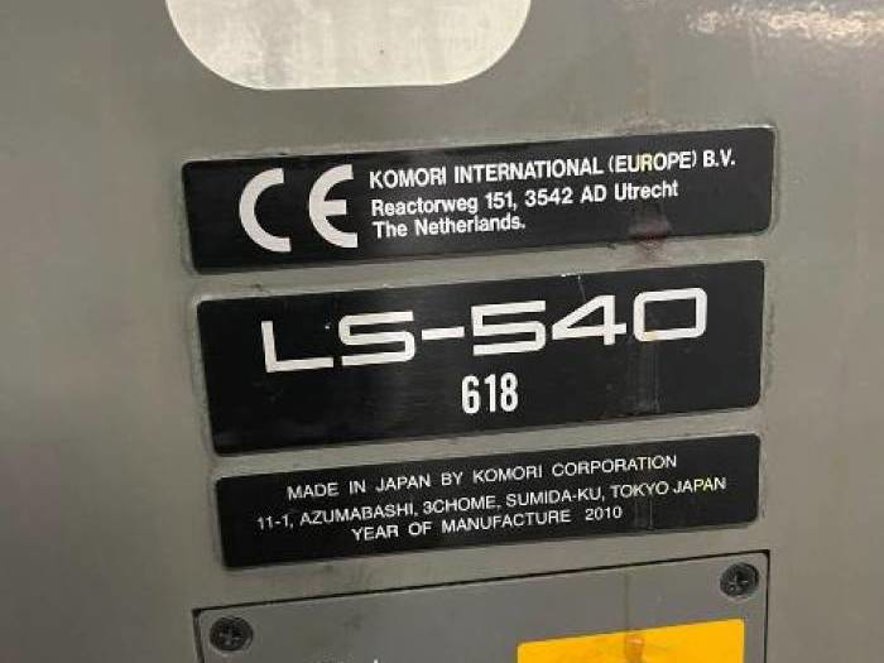 CE
KOMORI INTERNATIONAL (EUROPE) B.V.
Reactorweg 151, 3542 AD Utrecht
The Netherlands.
LS-540
618
MADE IN JAPAN BY KOMORI CORPORATION
11-1, AZUMABASHI, 3CHOME, SUMIDA-KU, TOKYO JAPAN
YEAR OF MANUFACTURE 2010